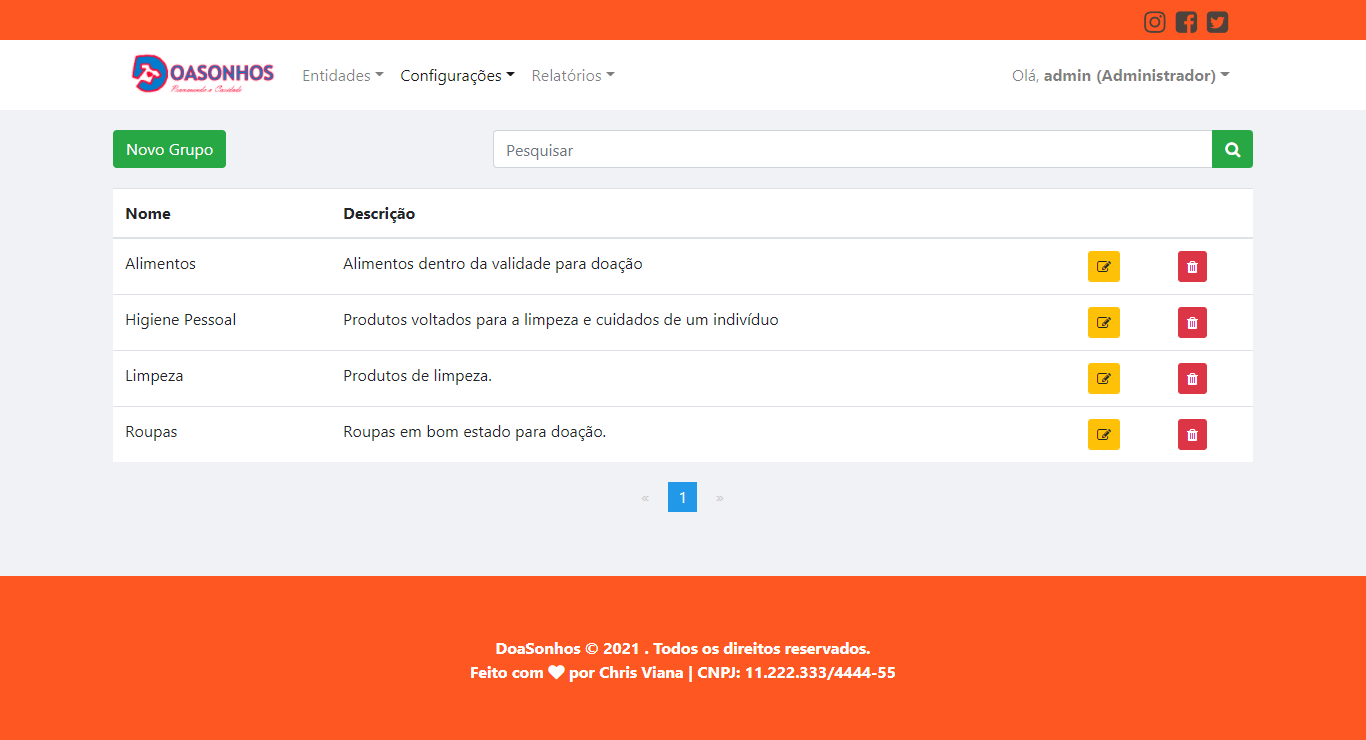 DOASONHOS
Entidades
Configurações
Relatórios
Olá, admin (Administrador)
Novo Grupo
Pesquisar
Nome Descrição
Alimentos Alimentos dentro da validade para doação
Higiene Pessoal Produtos voltados para a limpeza e cuidados de um indivíduo
Limpeza Produtos de limpeza.
Roupas Roupas em bom estado para doação.
« 1 »
DoaSonhos © 2021 . Todos os direitos reservados.
Feito com ♥ por Chris Viana | CNPJ: 11.222.333/4444-55